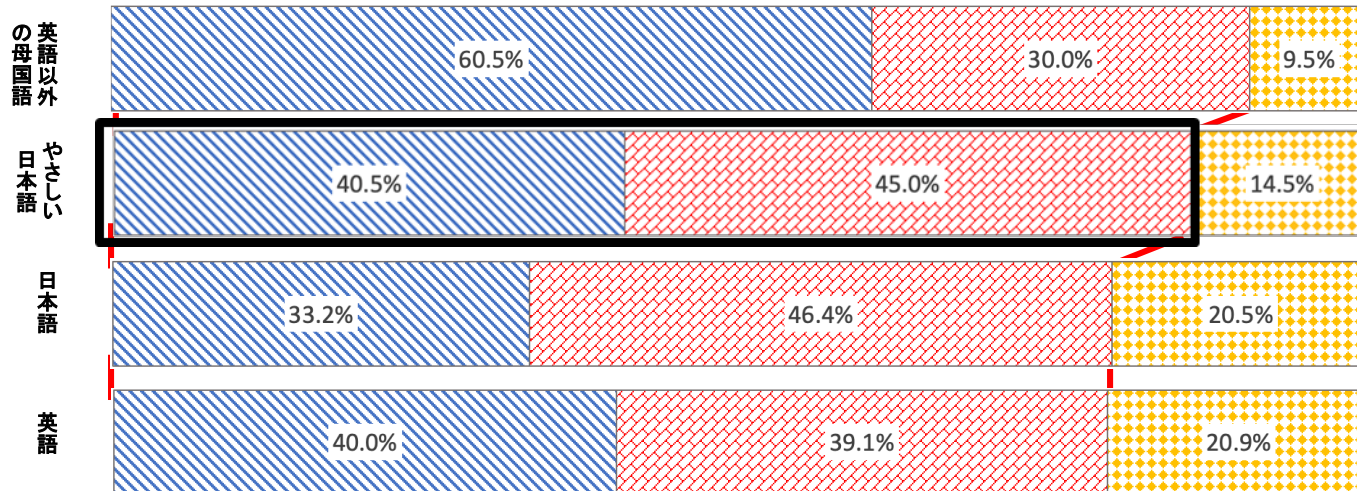 英語以外
の母国語
60.5%
30.0%
9.5%
やさしい
日本語
40.5%
45.0%
14.5%
日本語
33.2%
46.4%
20.5%
英語
40.0%
39.1%
20.9%